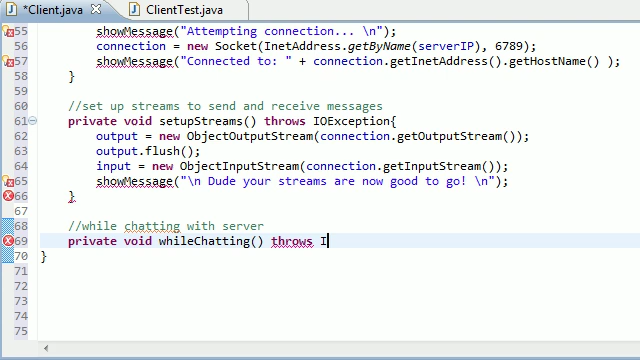 *Client.java ClientTest.java
55 showMessage("Attempting connection... \n");
56 connection = new Socket(InetAddress.getByName(serverIP), 6789);
57 showMessage("Connected to: " + connection.getInetAddress().getHostName() );
58 }
59
60 //set up streams to send and receive messages
61 private void setupStreams() throws IOException{
62 output = new ObjectOutputStream(connection.getOutputStream());
63 output.flush();
64 input = new ObjectInputStream(connection.getInputStream());
65 showMessage("\n Dude your streams are now good to go! \n");
66 }
67
68 //while chatting with server
69 private void whileChatting() throws I
70 }
71
72
73
74
75